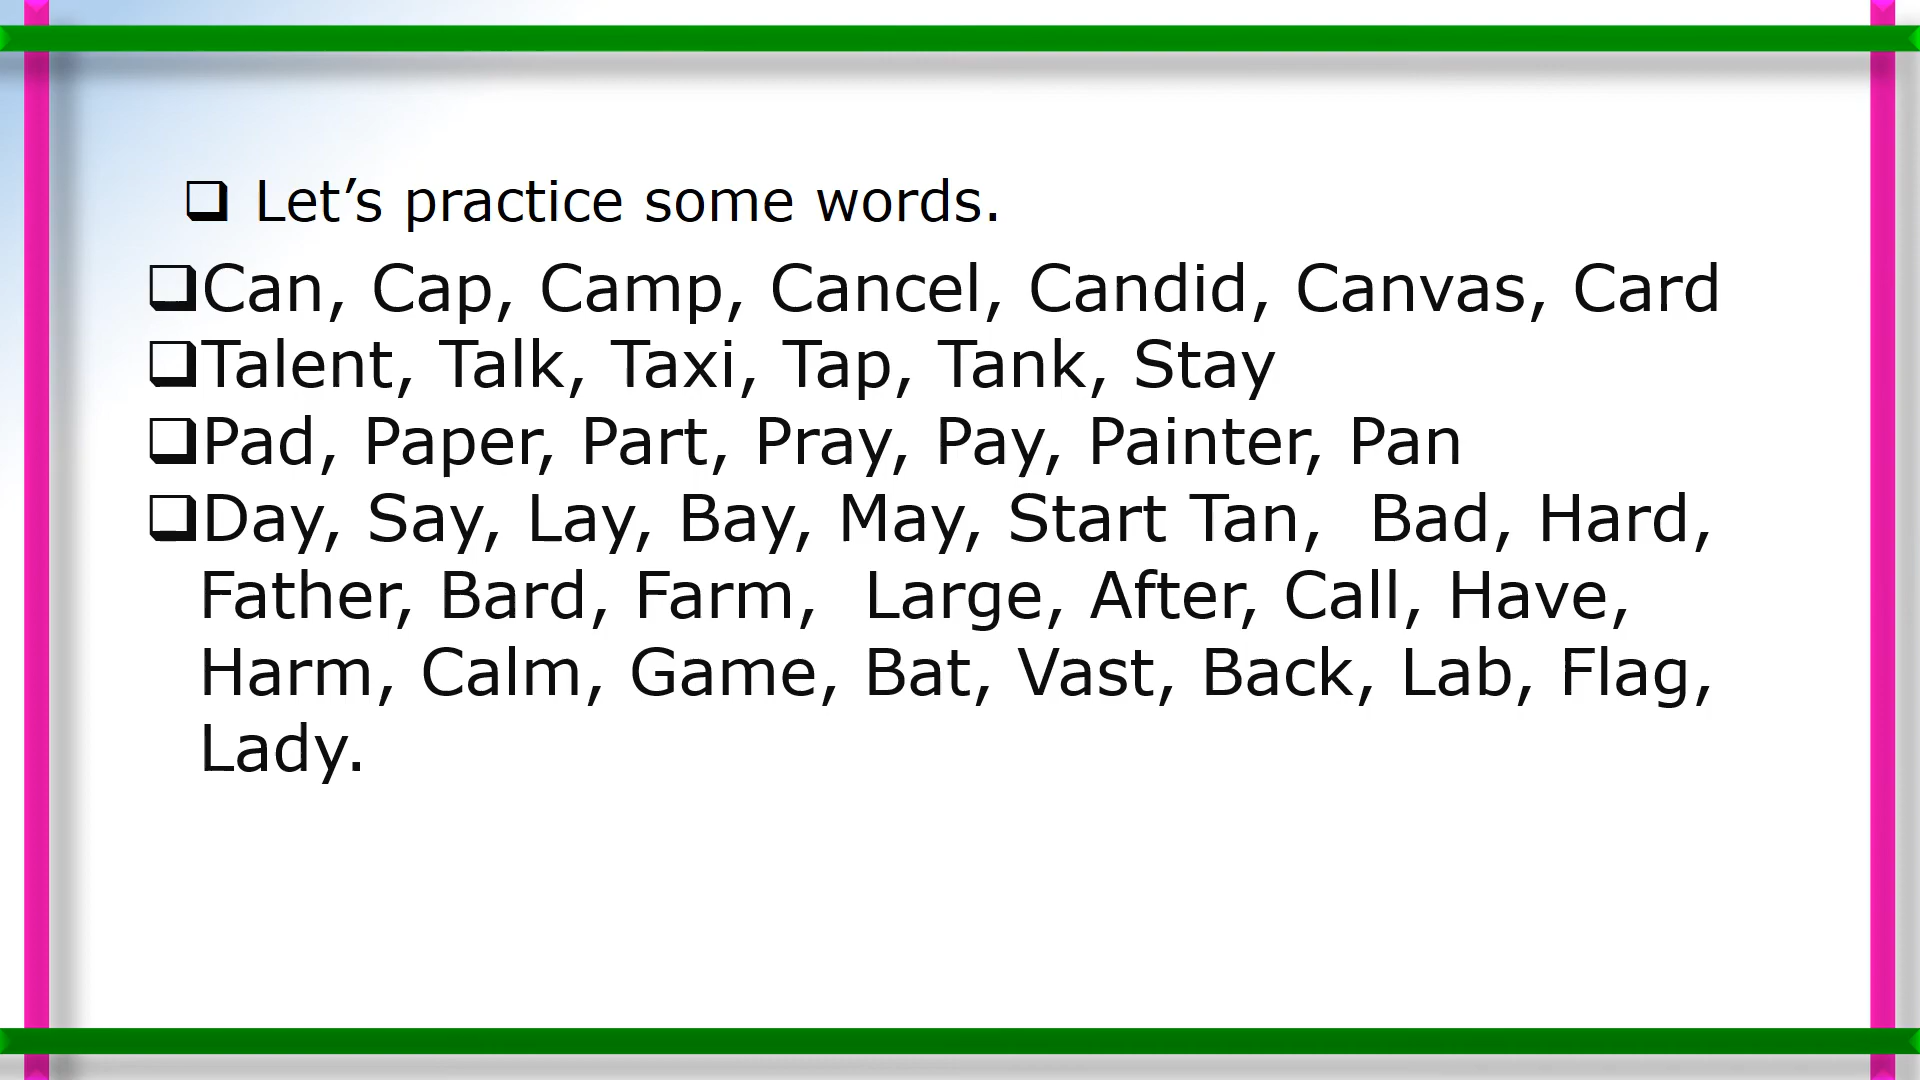 ❑ Let’s practice some words.
❑Can, Cap, Camp, Cancel, Candid, Canvas, Card
❑Talent, Talk, Taxi, Tap, Tank, Stay
❑Pad, Paper, Part, Pray, Pay, Painter, Pan
❑Day, Say, Lay, Bay, May, Start Tan,  Bad, Hard,
Father, Bard, Farm,  Large, After, Call, Have,
Harm, Calm, Game, Bat, Vast, Back, Lab, Flag,
Lady.